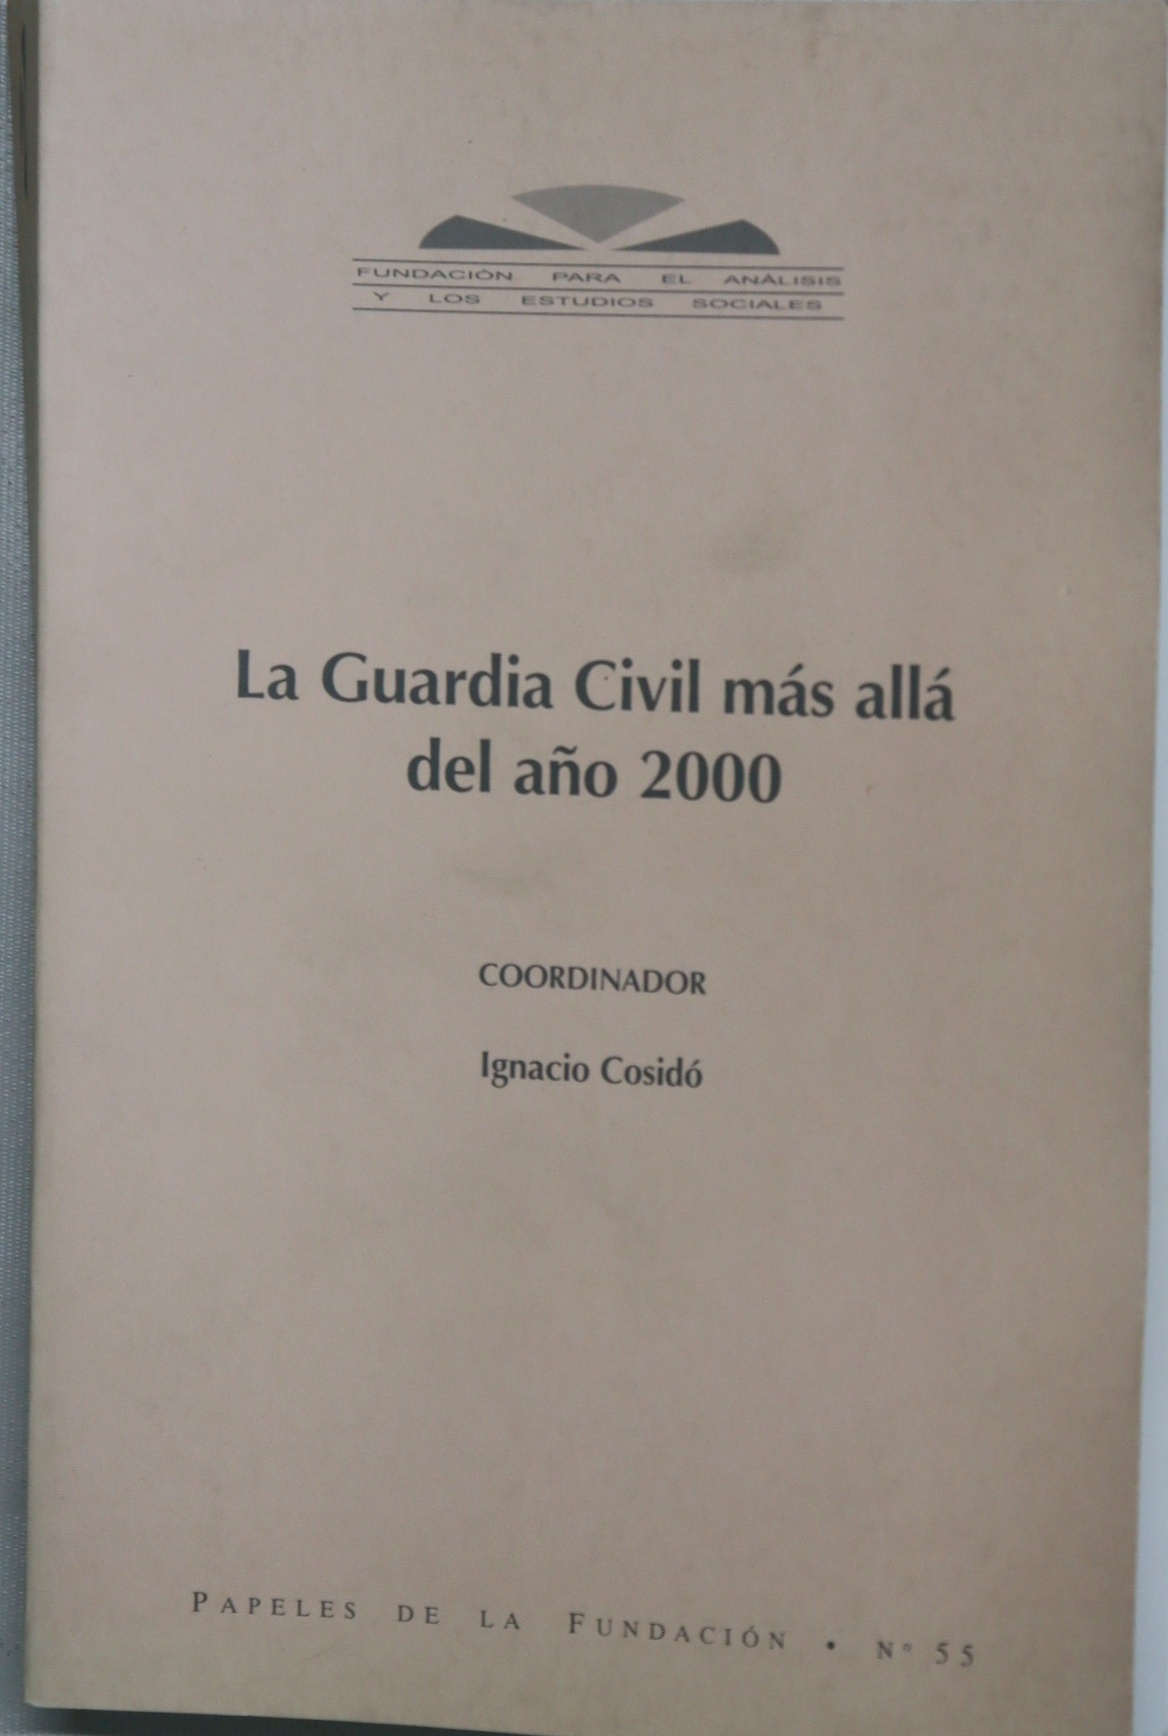 FUNDACIÓN PARA EL ANÁLISIS
Y LOS ESTUDIOS SOCIALES
La Guardia Civil más allá
del año 2000
COORDINADOR
Ignacio Cosidó
PAPELES DE LA FUNDACIÓN • Nº 55